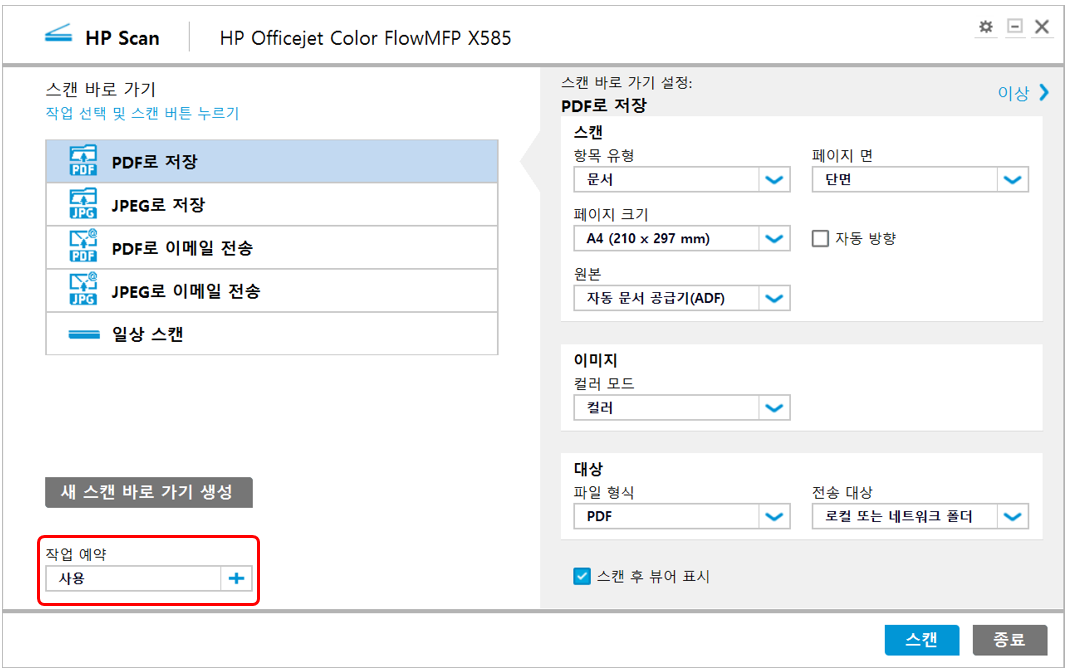 HP Scan
HP Officejet Color FlowMFP X585
스캔 바로 가기
작업 선택 및 스캔 버튼 누르기
PDF
PDF로 저장
JPG
JPEG로 저장
PDF
PDF로 이메일 전송
JPG
JPEG로 이메일 전송
일상 스캔
새 스캔 바로 가기 생성
작업 예약
사용
스캔 바로 가기 설정:
PDF로 저장
이상
스캔
항목 유형
문서
페이지 면
단면
페이지 크기
A4 (210 x 297 mm)
자동 방향
원본
자동 문서 공급기(ADF)
이미지
컬러 모드
컬러
대상
파일 형식
PDF
전송 대상
로컬 또는 네트워크 폴더
스캔 후 뷰어 표시
스캔
종료